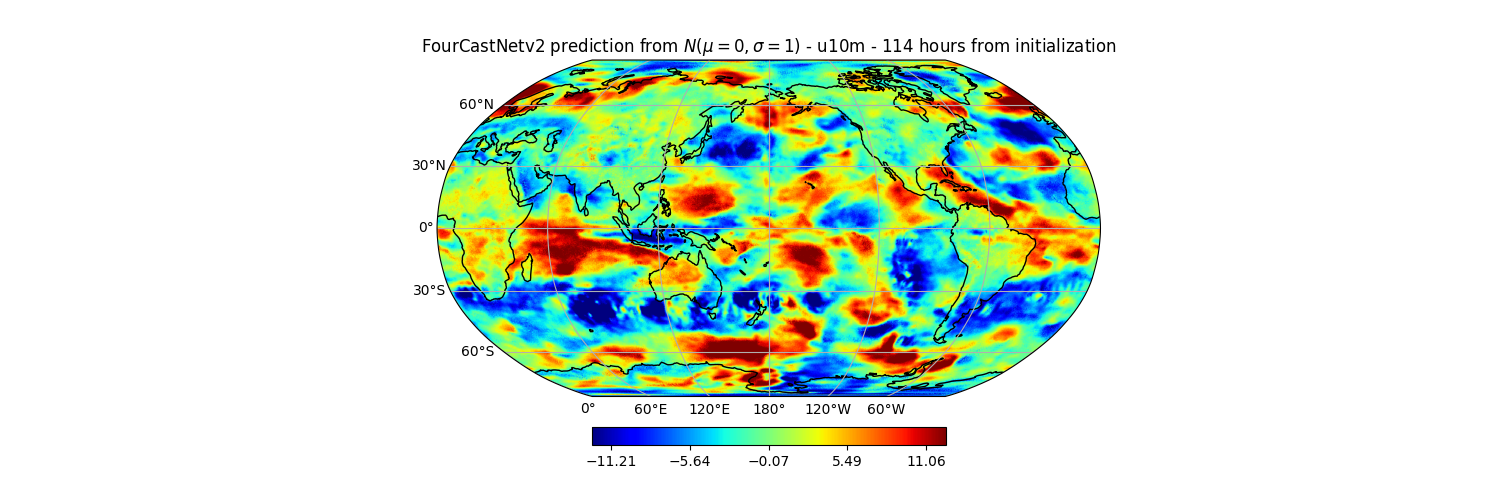 FourCastNetv2 prediction from N(μ = 0, σ = 1) - u10m - 114 hours from initialization
60°N
30°N
0°
30°S
60°S
0° 60°E 120°E 180° 120°W 60°W
−11.21 −5.64 −0.07 5.49 11.06